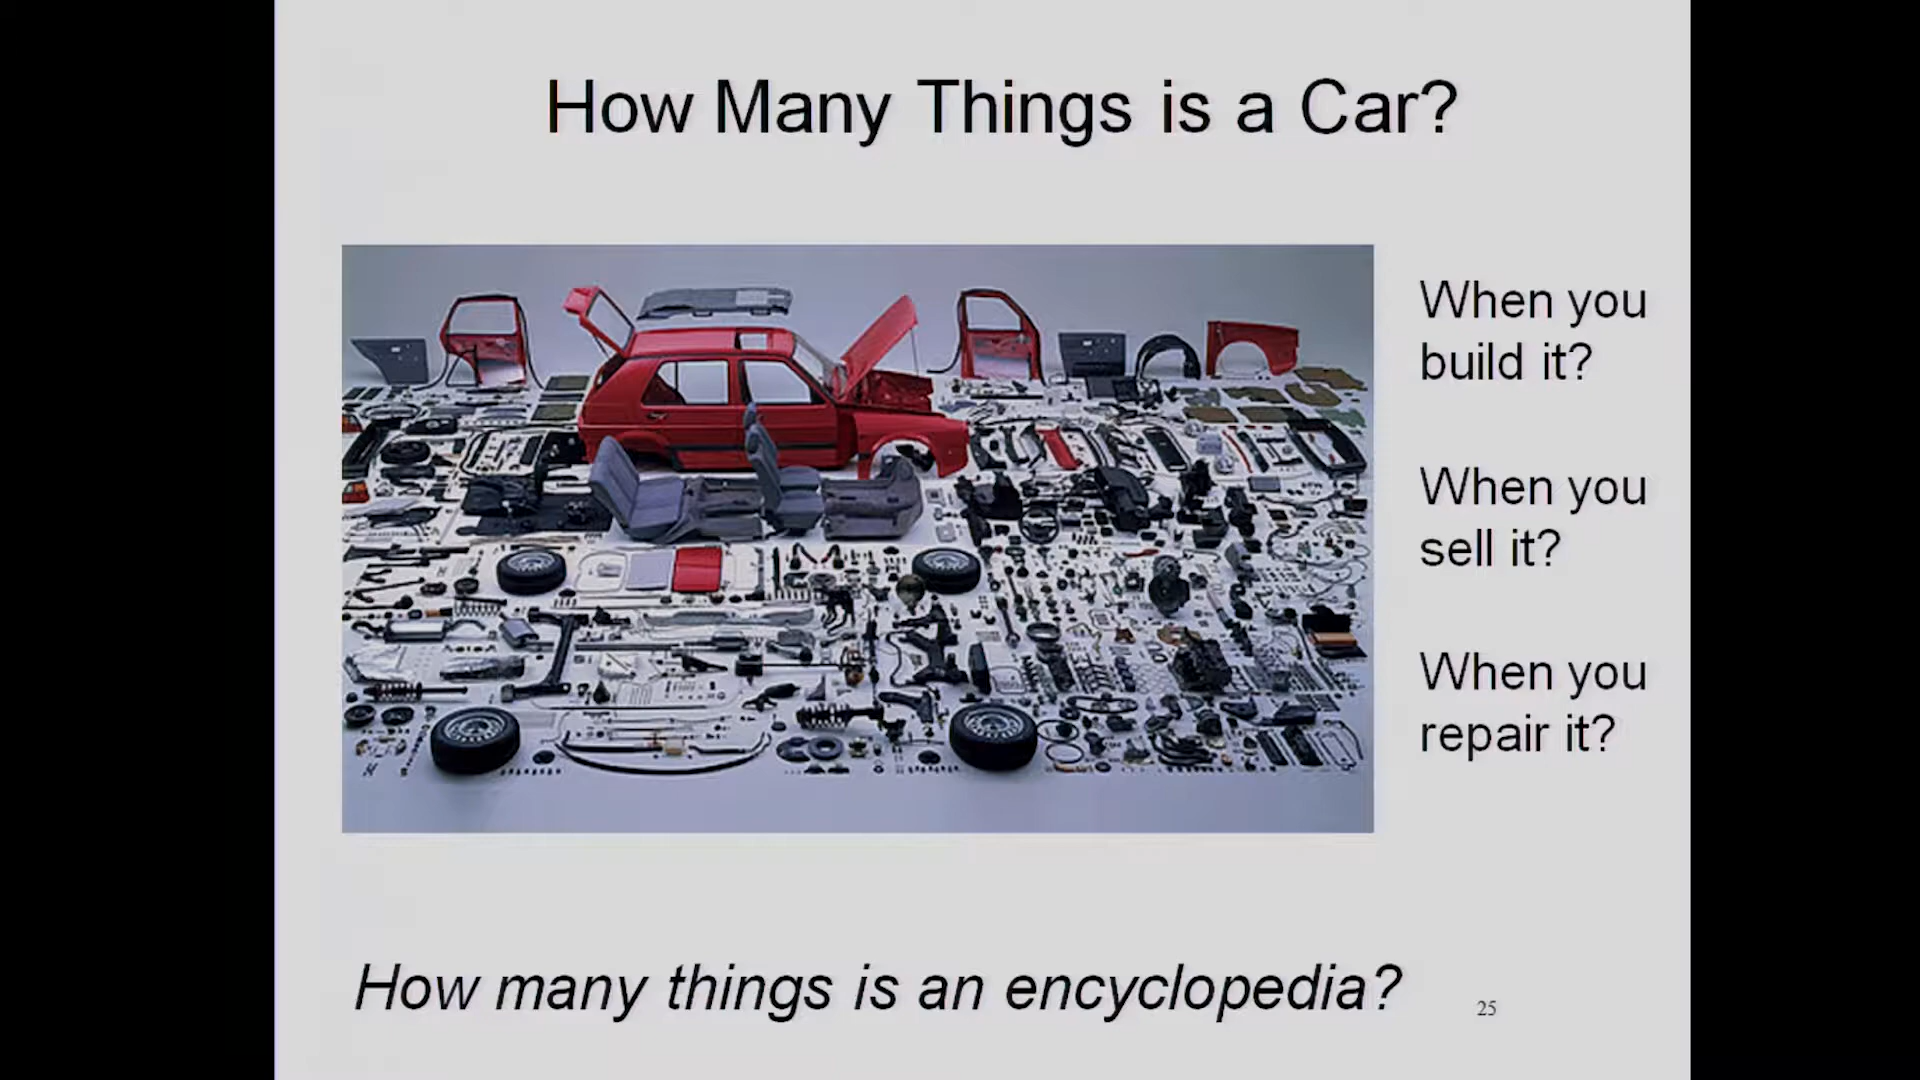 How Many Things is a Car?
When you
build it?
When you
sell it?
When you
repair it?
How many things is an encyclopedia?
25